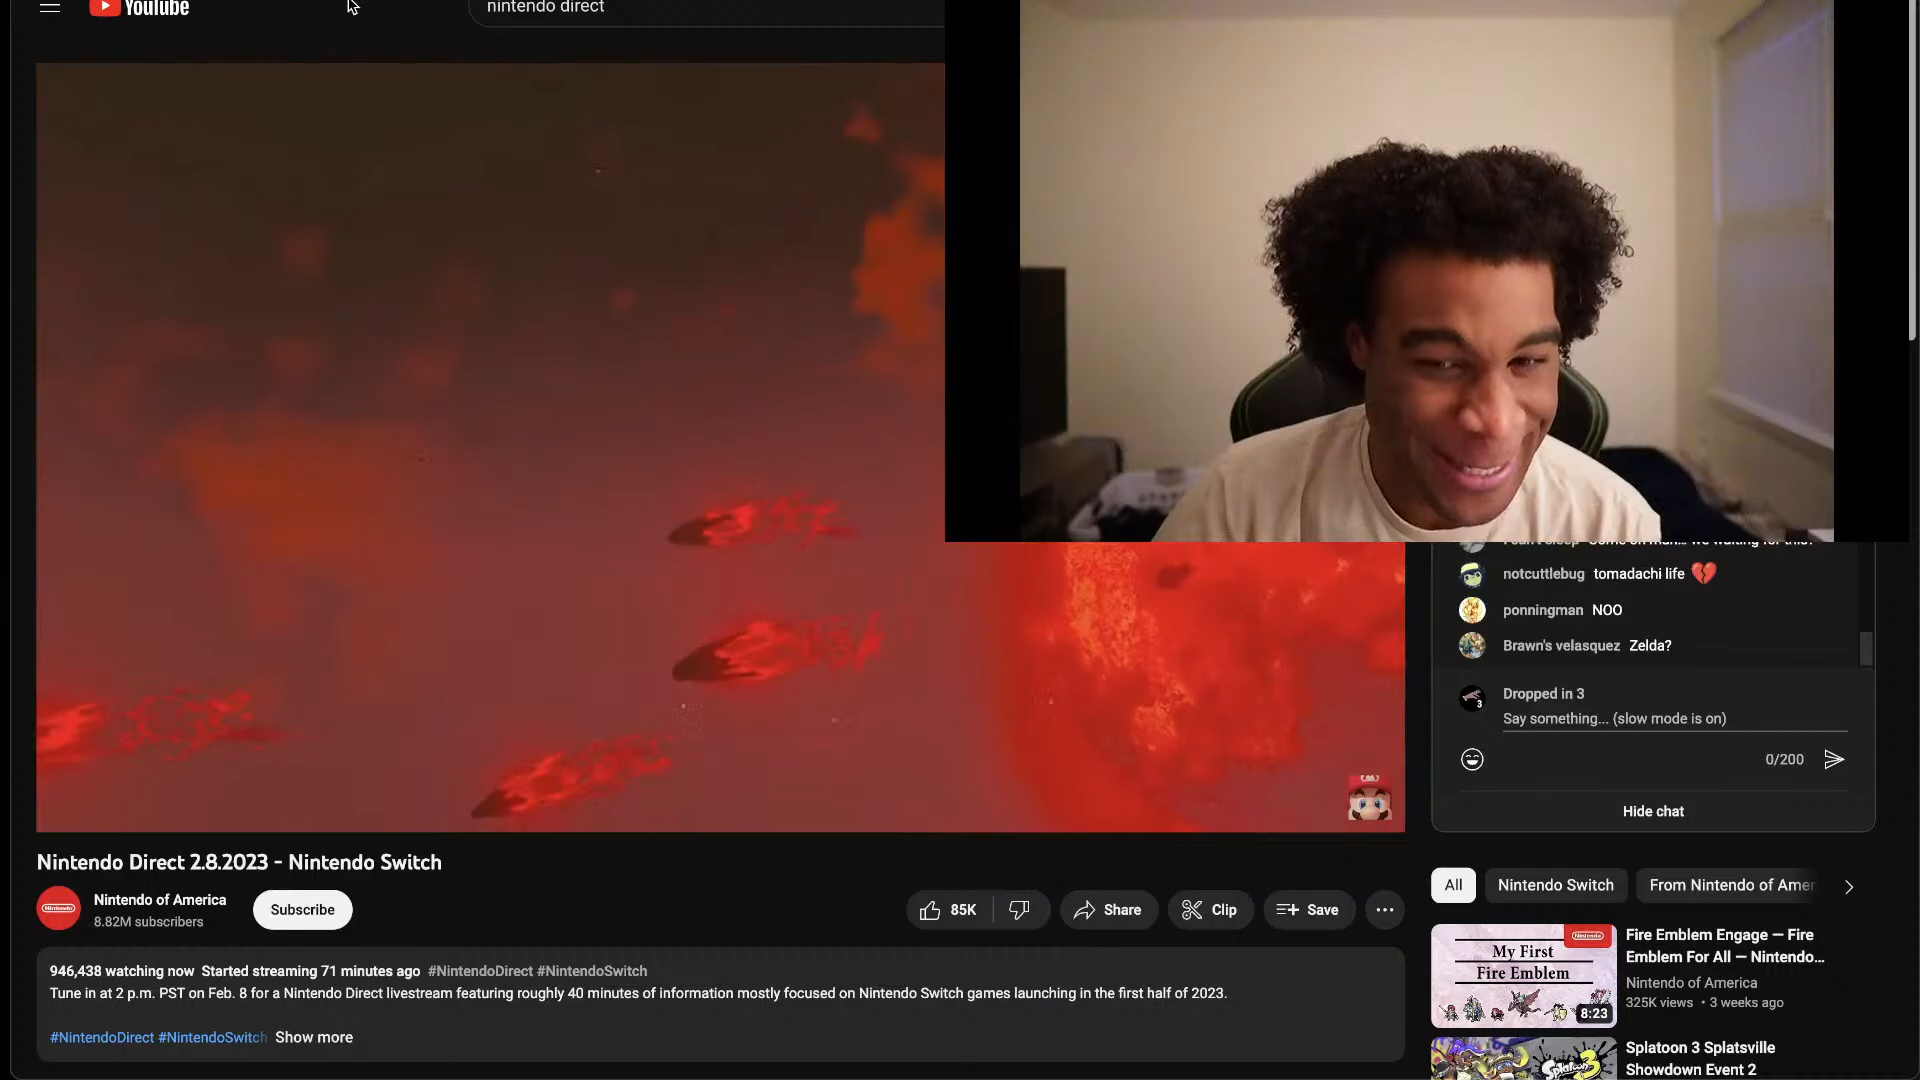 YouTube
nintendo direct
notcuttlebug tomadachi life
ponningman NOO
Brawn's velasquez Zelda?
3
Dropped in 3
Say something... (slow mode is on)
0/200
Hide chat
Nintendo Direct 2.8.2023 - Nintendo Switch
Nintendo
Nintendo of America
8.82M subscribers
Subscribe
85K
Share
Clip
Save
946,438 watching now Started streaming 71 minutes ago #NintendoDirect #NintendoSwitch
Tune in at 2 p.m. PST on Feb. 8 for a Nintendo Direct livestream featuring roughly 40 minutes of information mostly focused on Nintendo Switch games launching in the first half of 2023.
#NintendoDirect #NintendoSwitch Show more
All
Nintendo Switch
From Nintendo of Amer
Nintendo
My First
Fire Emblem
8:23
Fire Emblem Engage — Fire
Emblem For All — Nintendo...
Nintendo of America
325K views • 3 weeks ago
Splatoon 3
Splatoon 3 Splatsville
Showdown Event 2